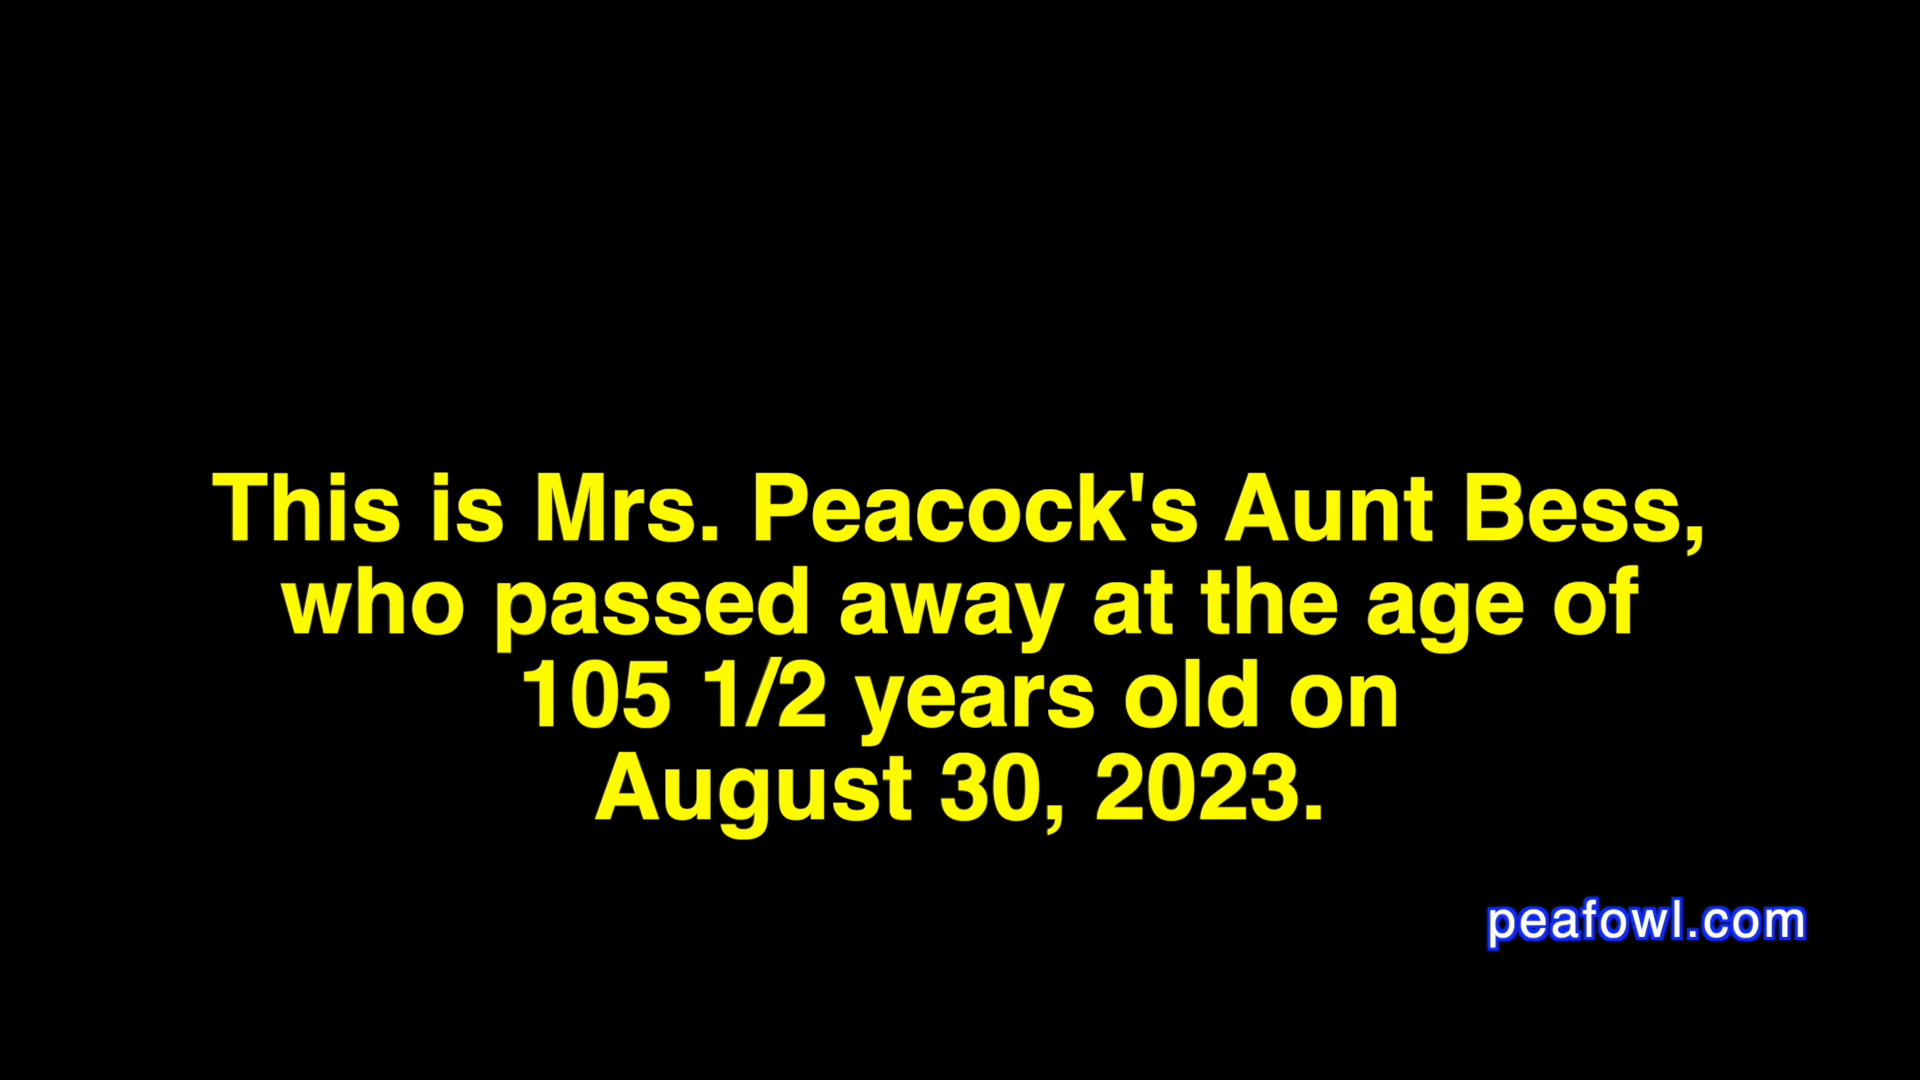 This is Mrs. Peacock's Aunt Bess,
who passed away at the age of
105 1/2 years old on
August 30, 2023.
peafowl.com